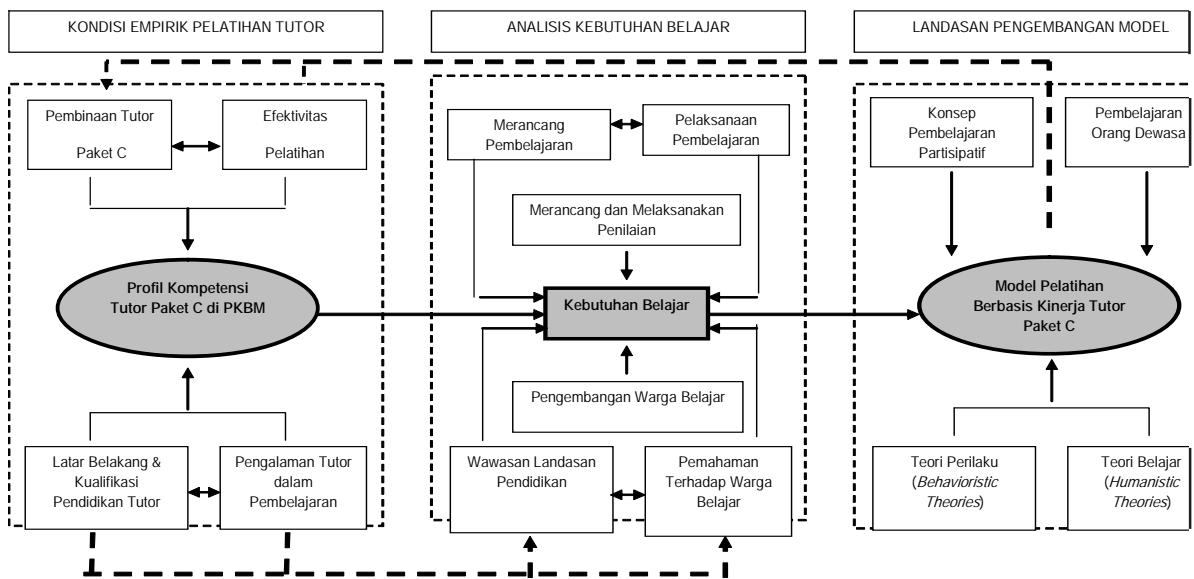 KONDISI EMPIRIK PELATIHAN TUTOR
ANALISIS KEBUTUHAN BELAJAR
LANDASAN PENGEMBANGAN MODEL
Pembinaan Tutor
Paket C
Efektivitas
Pelatihan
Profil Kompetensi
Tutor Paket C di PKBM
Latar Belakang &
Kualifikasi
Pendidikan Tutor
Pengalaman Tutor
dalam
Pembelajaran
Merancang
Pembelajaran
Pelaksanaan
Pembelajaran
Merancang dan Melaksanakan
Penilaian
Kebutuhan Belajar
Pengembangan Warga Belajar
Wawasan Landasan
Pendidikan
Pemahaman
Terhadap Warga
Belajar
Konsep
Pembelajaran
Partisipatif
Pembelajaran
Orang Dewasa
Model Pelatihan
Berbasis Kinerja Tutor
Paket C
Teori Perilaku
(Behavioristic
Theories)
Teori Belajar
(Humanistic
Theories)